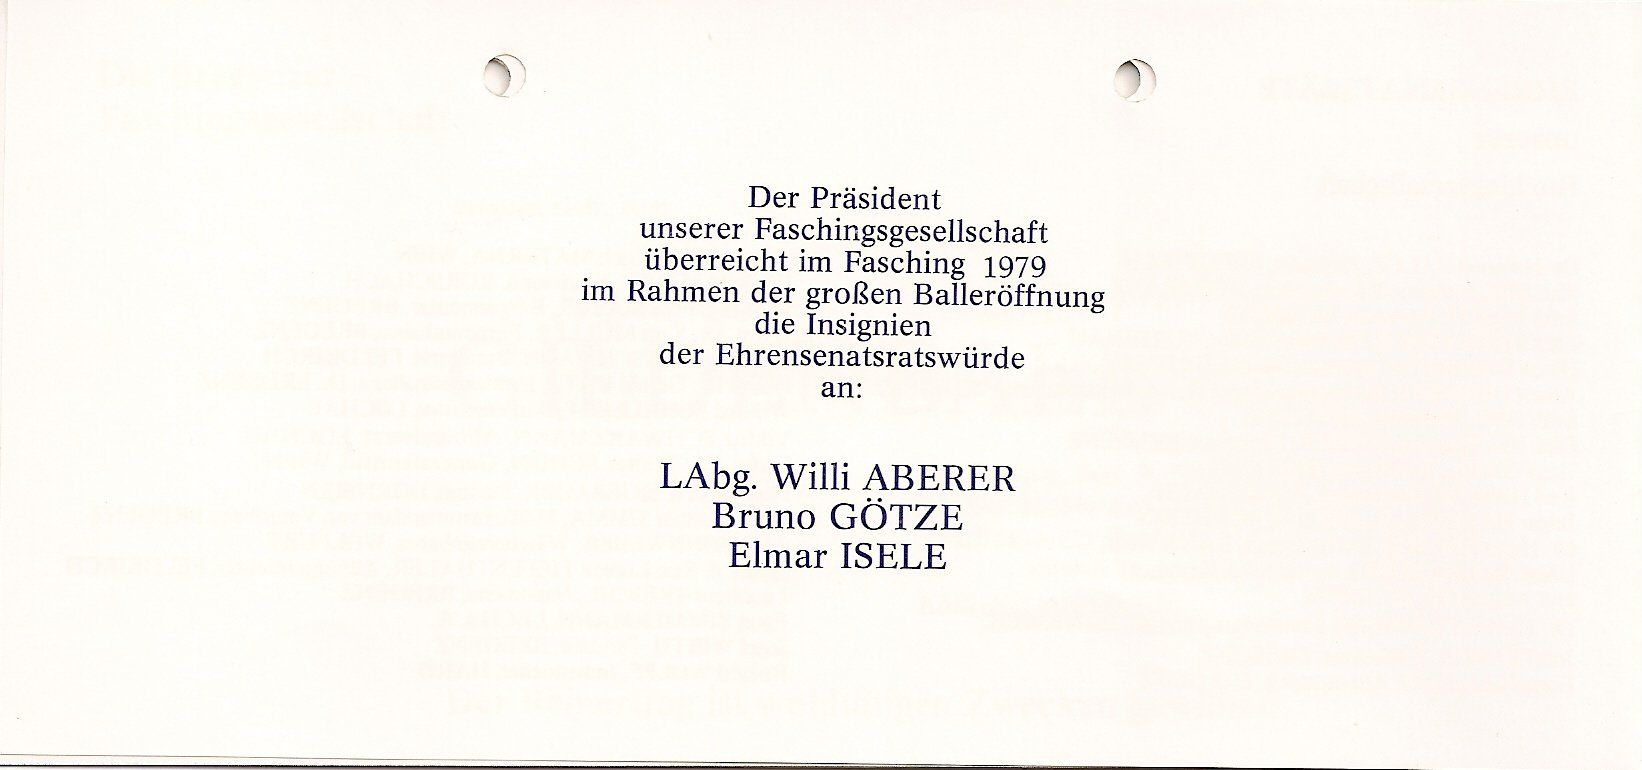 Der Präsident
unserer Faschingsgesellschaft
überreicht im Fasching 1979
im Rahmen der großen Balleröffnung
die Insignien
der Ehrensenatsratswürde
an:
LAbg. Willi ABERER
Bruno GÖTZE
Elmar ISELE